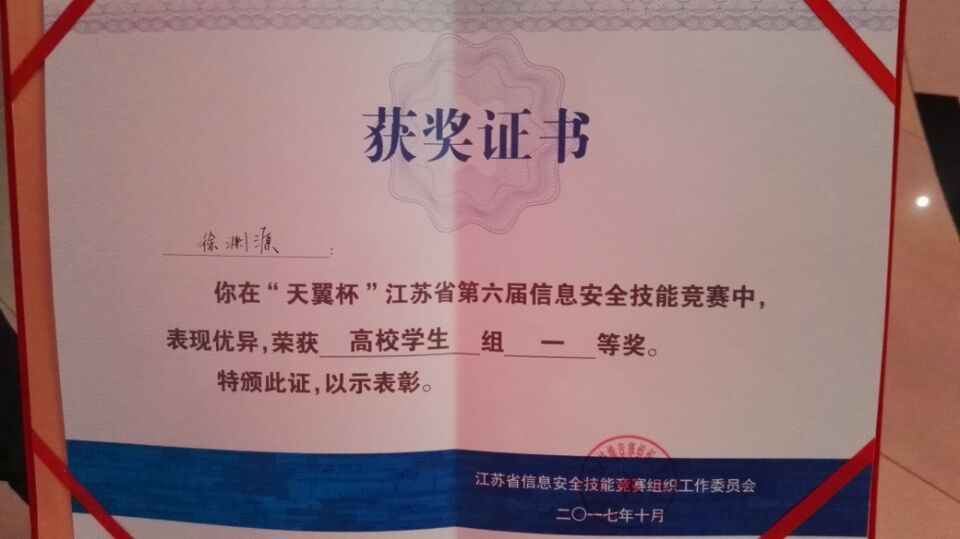 获奖证书
徐渊源：
你在“天翼杯”江苏省第六届信息安全技能竞赛中，
表现优异，荣获 高校学生 组 一 等奖。
特颁此证，以示表彰。
江苏省信息安全技能竞赛组织工作委员会
二〇一七年十月